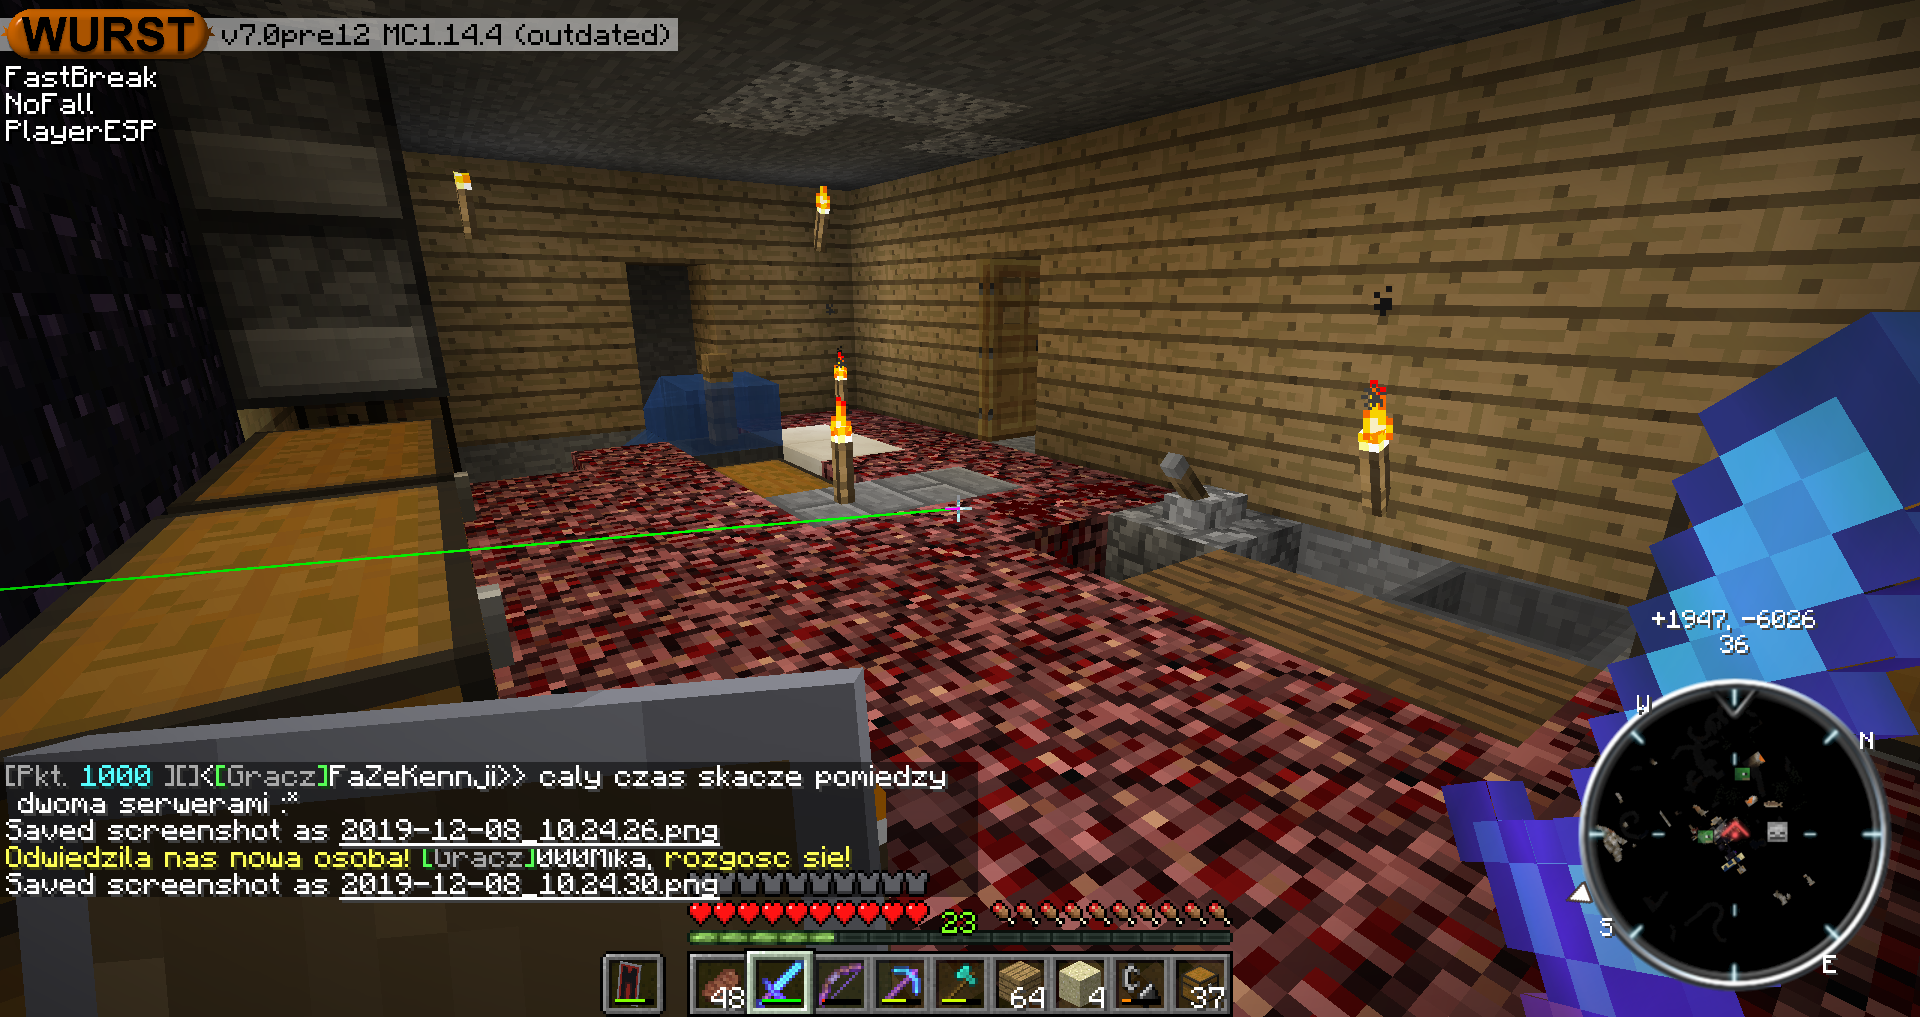 WURST v7.0pre12 MC1.14.4 (outdated)
FastBreak
NoFall
PlayerESP
+1947, -6026
36
W
N
S
E
[Pkt. 1000 ][]<[Gracz]FaZeKennji>> caly czas skacze pomiedzy
dwoma serwerami :*
Saved screenshot as 2019-12-08_10.24.26.png
Odwiedzila nas nowa osoba! [Gracz]000Mika, rozgosc sie!
Saved screenshot as 2019-12-08_10.24.30.png
23
48
64
4
37